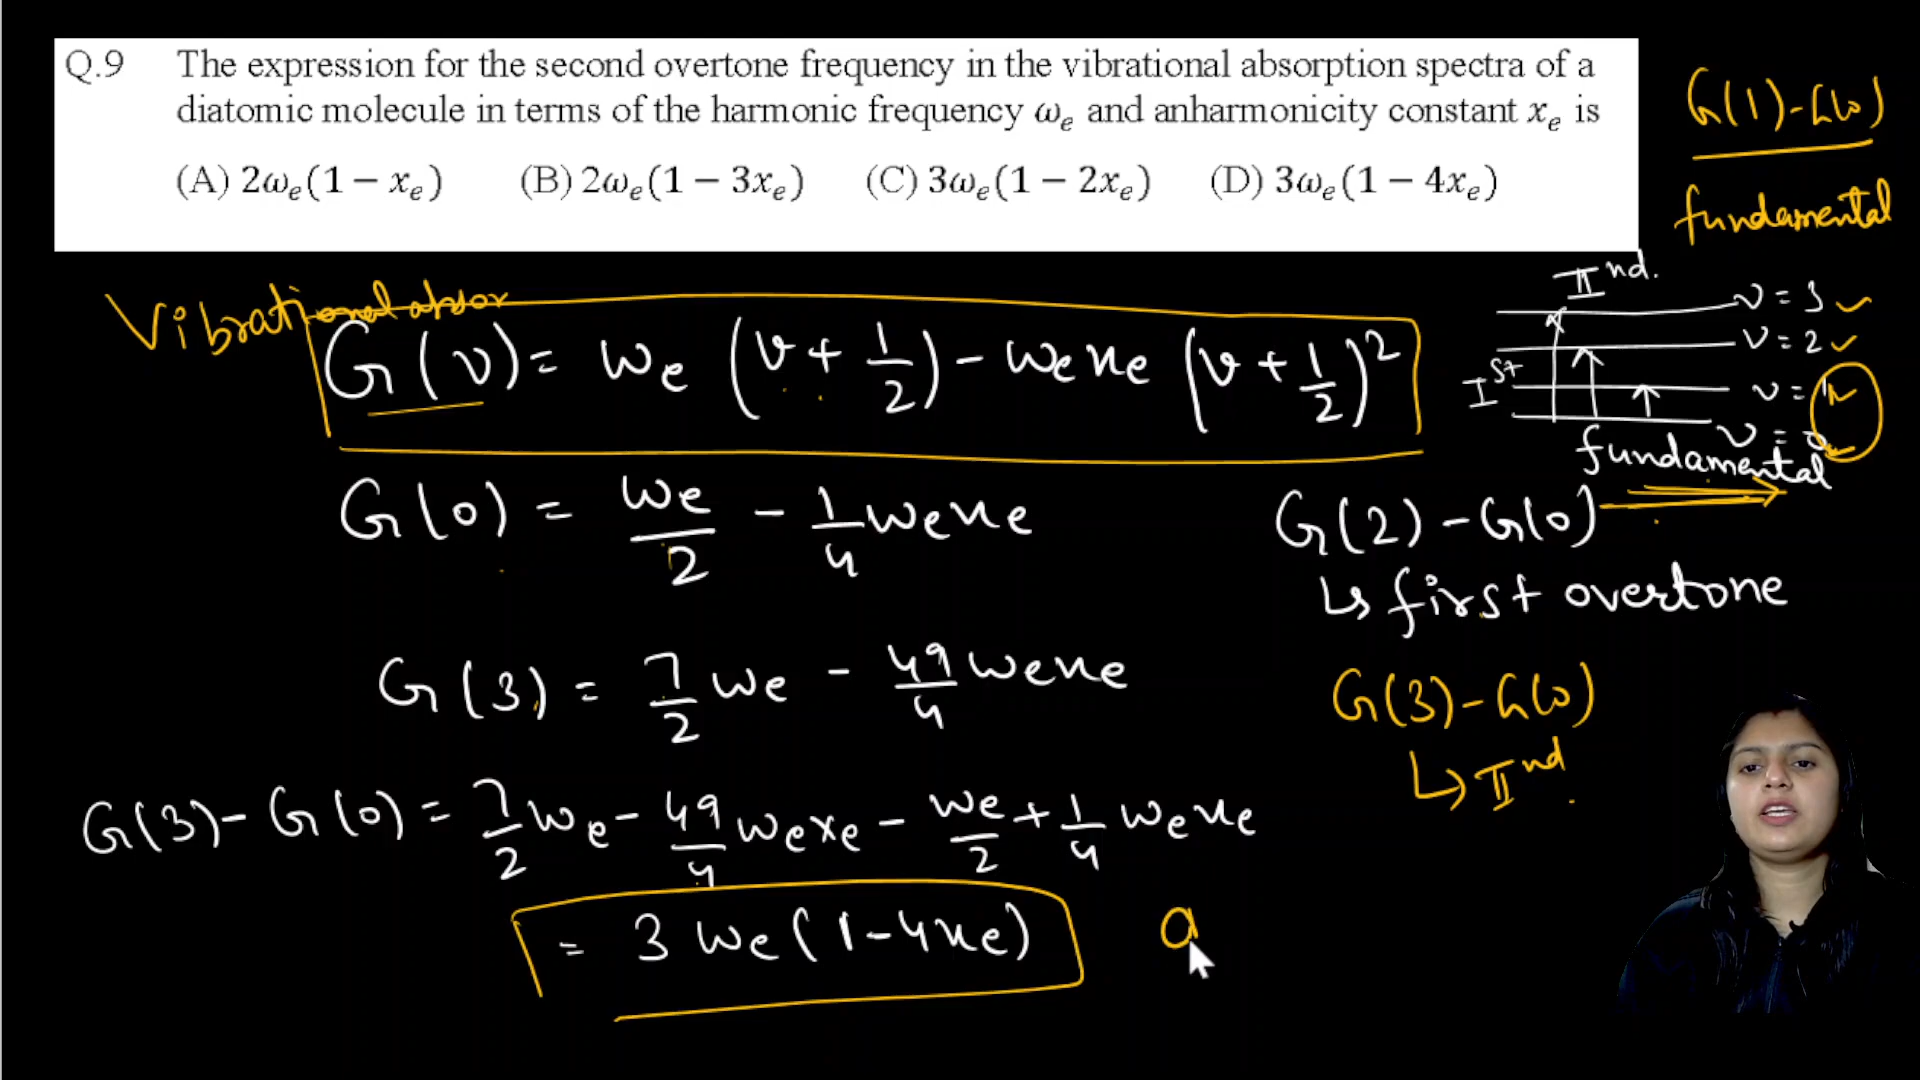 Q.9 The expression for the second overtone frequency in the vibrational absorption spectra of a
diatomic molecule in terms of the harmonic frequency ωₑ and anharmonicity constant xₑ is
(A) 2ωₑ(1 − xₑ) (B) 2ωₑ(1 − 3xₑ) (C) 3ωₑ(1 − 2xₑ) (D) 3ωₑ(1 − 4xₑ)
G(1)-G(0)
fundamental
Vibrational absor
G(v) = we (v + 1/2) - wexe (v + 1/2)²
IInd.
v = 3
v = 2
Ist
v = 1
v = 0
fundamental
G(0) = we/2 - 1/4 wexe
G(2) - G(0)
↳ first overtone
G(3) = 7/2 we - 49/4 wexe
G(3) - G(0)
↳ IInd.
G(3) - G(0) = 7/2 we - 49/4 wexe - we/2 + 1/4 wexe
= 3 we (1-4xe)